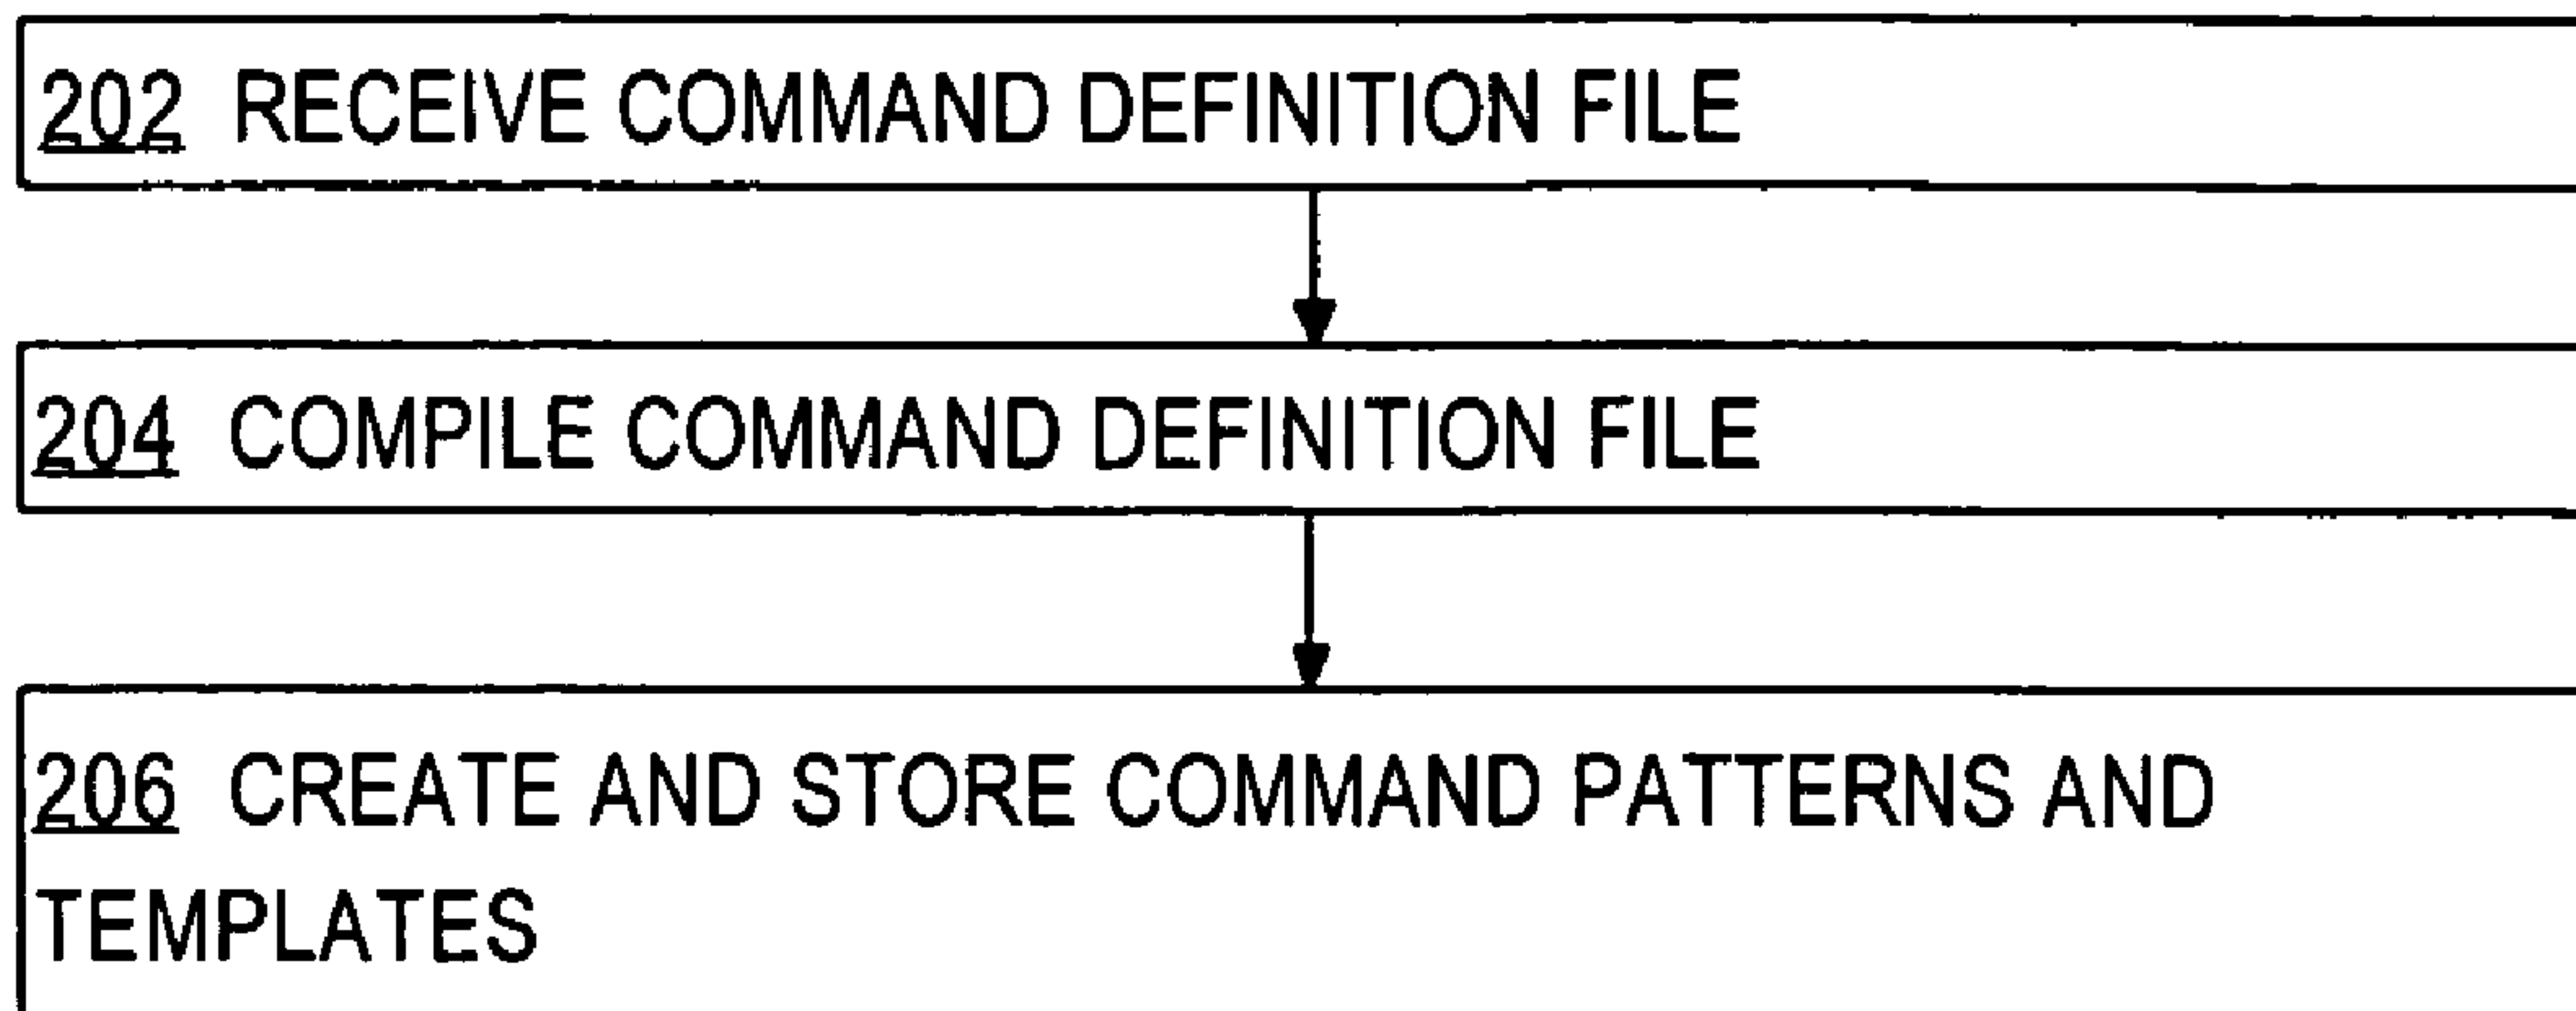 202 RECEIVE COMMAND DEFINITION FILE
204 COMPILE COMMAND DEFINITION FILE
206 CREATE AND STORE COMMAND PATTERNS AND
TEMPLATES